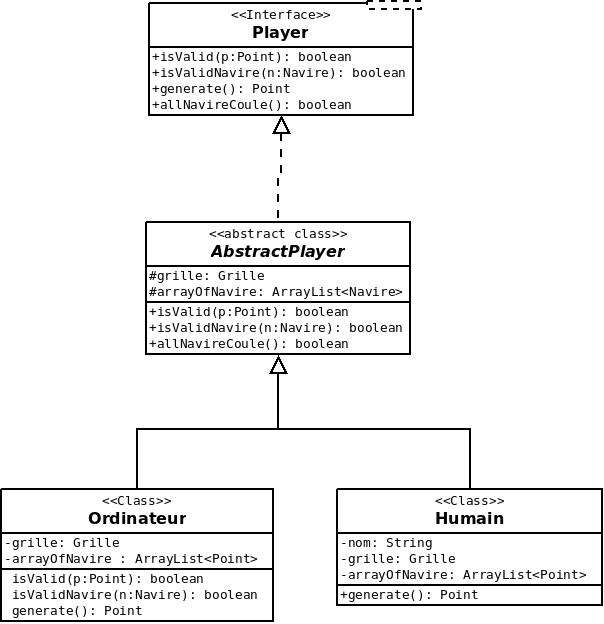 <<Interface>>
Player
+isValid(p:Point): boolean
+isValidNavire(n:Navire): boolean
+generate(): Point
+allNavireCoule(): boolean
<<abstract class>>
AbstractPlayer
#grille: Grille
#arrayOfNavire: ArrayList<Navire>
+isValid(p:Point): boolean
+isValidNavire(n:Navire): boolean
+allNavireCoule(): boolean
<<Class>>
Ordinateur
-grille: Grille
-arrayOfNavire : ArrayList<Point>
isValid(p:Point): boolean
isValidNavire(n:Navire): boolean
generate(): Point
<<Class>>
Humain
-nom: String
-grille: Grille
-arrayOfNavire: ArrayList<Point>
+generate(): Point